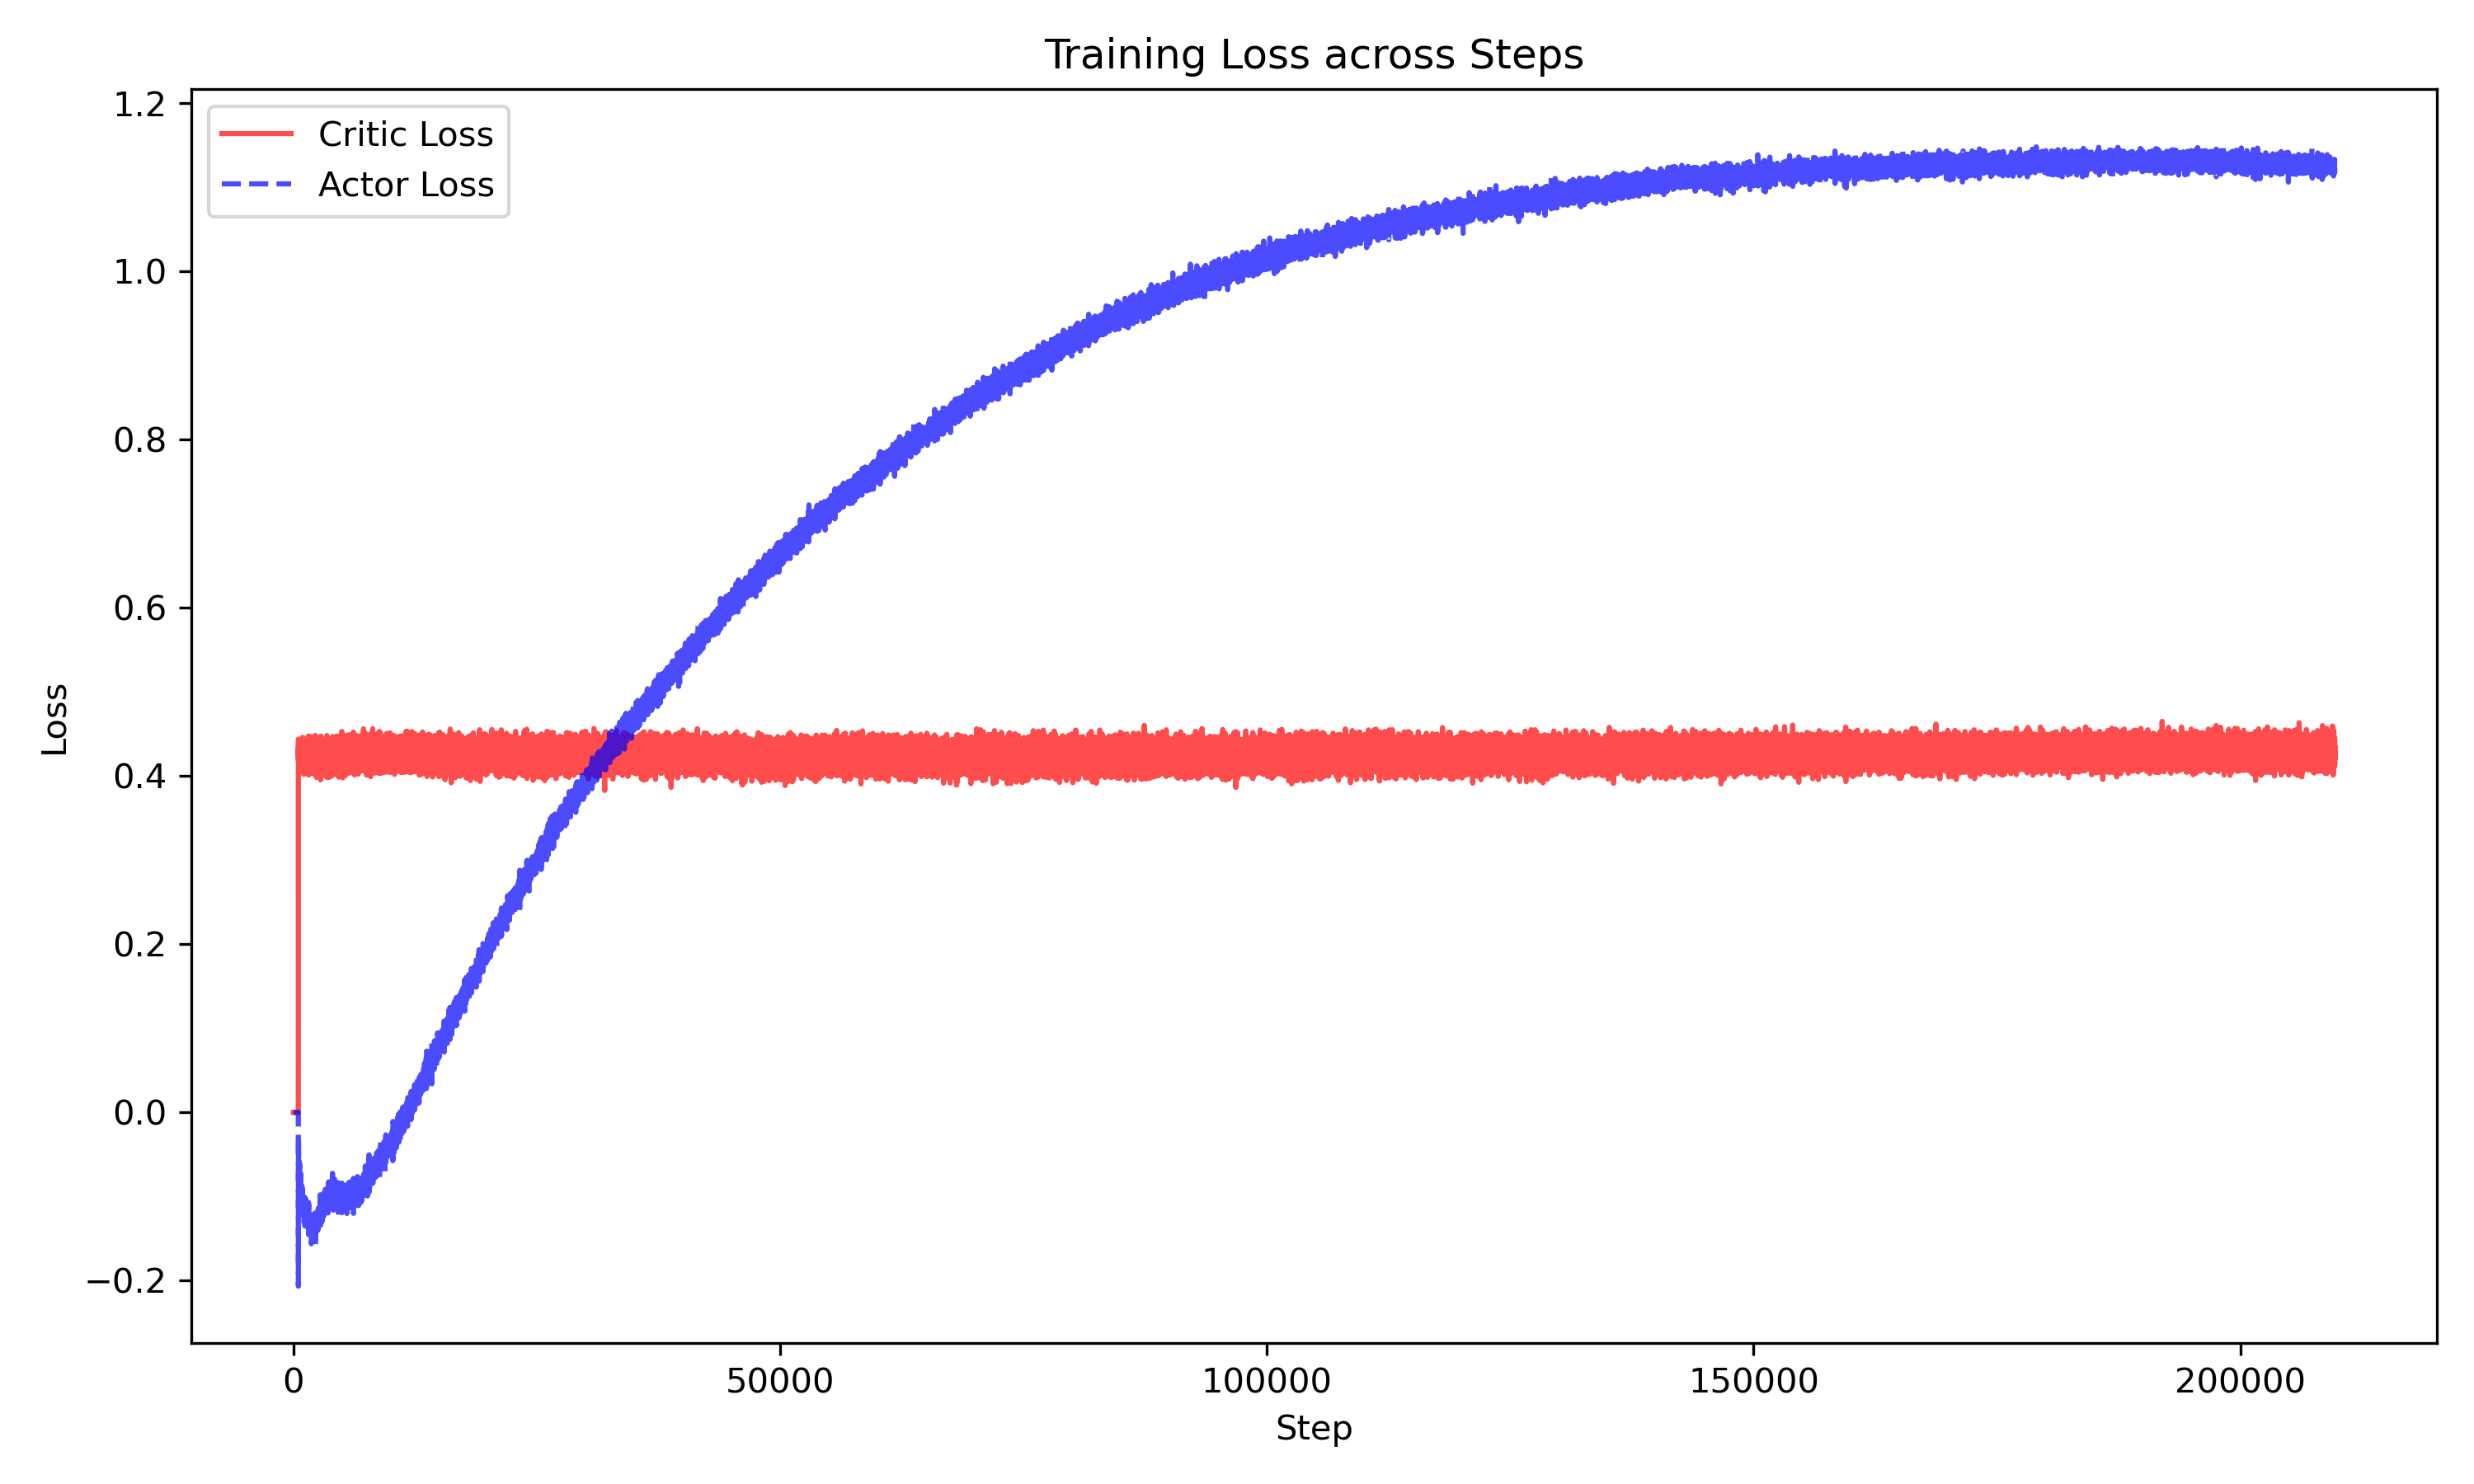 Training Loss across Steps
Critic Loss
Actor Loss
1.2
1.0
0.8
0.6
0.4
0.2
0.0
−0.2
Loss
0
50000
100000
150000
200000
Step